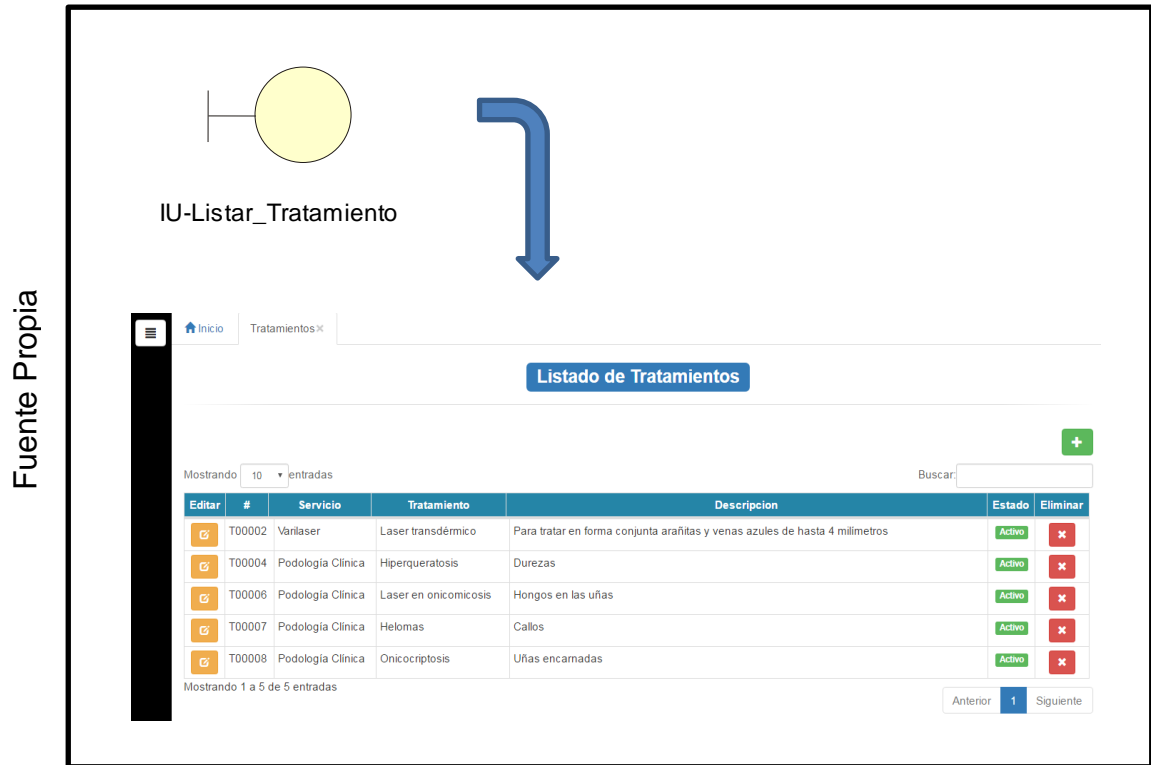 Fuente Propia
IU-Listar_Tratamiento
Inicio Tratamientos×
Listado de Tratamientos
+
Mostrando 10 entradas Buscar:
Editar # Servicio Tratamiento Descripcion Estado Eliminar
T00002 Varilaser Laser transdérmico Para tratar en forma conjunta arañitas y venas azules de hasta 4 milímetros Activo
T00004 Podología Clínica Hiperqueratosis Durezas Activo
T00006 Podología Clínica Laser en onicomicosis Hongos en las uñas Activo
T00007 Podología Clínica Helomas Callos Activo
T00008 Podología Clínica Onicocriptosis Uñas encarnadas Activo
Mostrando 1 a 5 de 5 entradas
Anterior 1 Siguiente